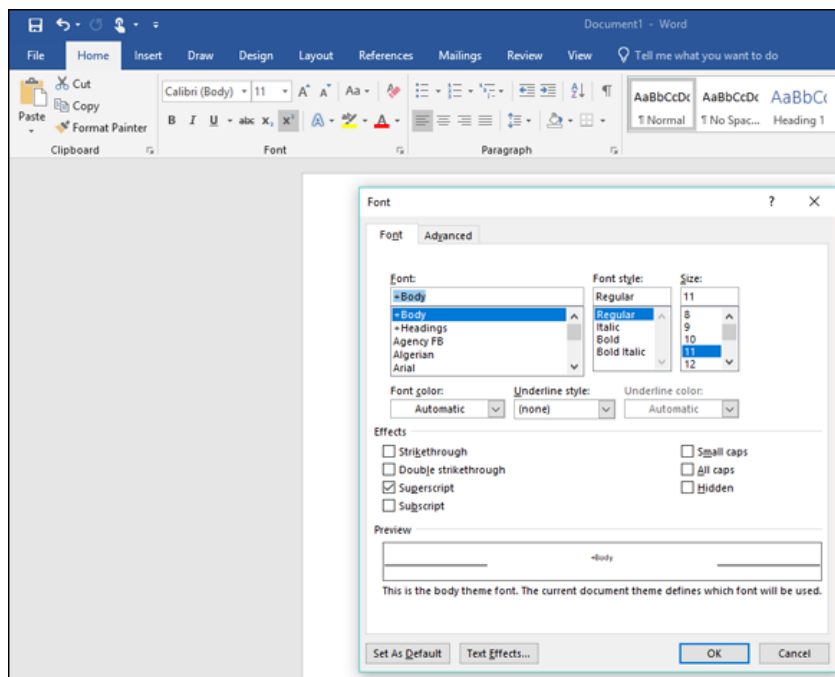 Document1 - Word
File Home Insert Draw Design Layout References Mailings Review View Tell me what you want to do
Paste
Cut
Copy
Format Painter
Calibri (Body) 11 A A Aa
B I U abc X₂ X² A aby A
AaBbCcDc AaBbCcDc AaBbCc
¶ Normal ¶ No Spac... Heading 1
Clipboard Font Paragraph
Font ? X
Font Advanced
Font: Font style: Size:
+Body Regular 11
+Body Regular 8
+Headings Italic 9
Agency FB Bold 10
Algerian Bold Italic 11
Arial 12
Font color: Underline style: Underline color:
Automatic (none) Automatic
Effects
Strikethrough Small caps
Double strikethrough All caps
Superscript Hidden
Subscript
Preview
+Body
This is the body theme font. The current document theme defines which font will be used.
Set As Default Text Effects... OK Cancel